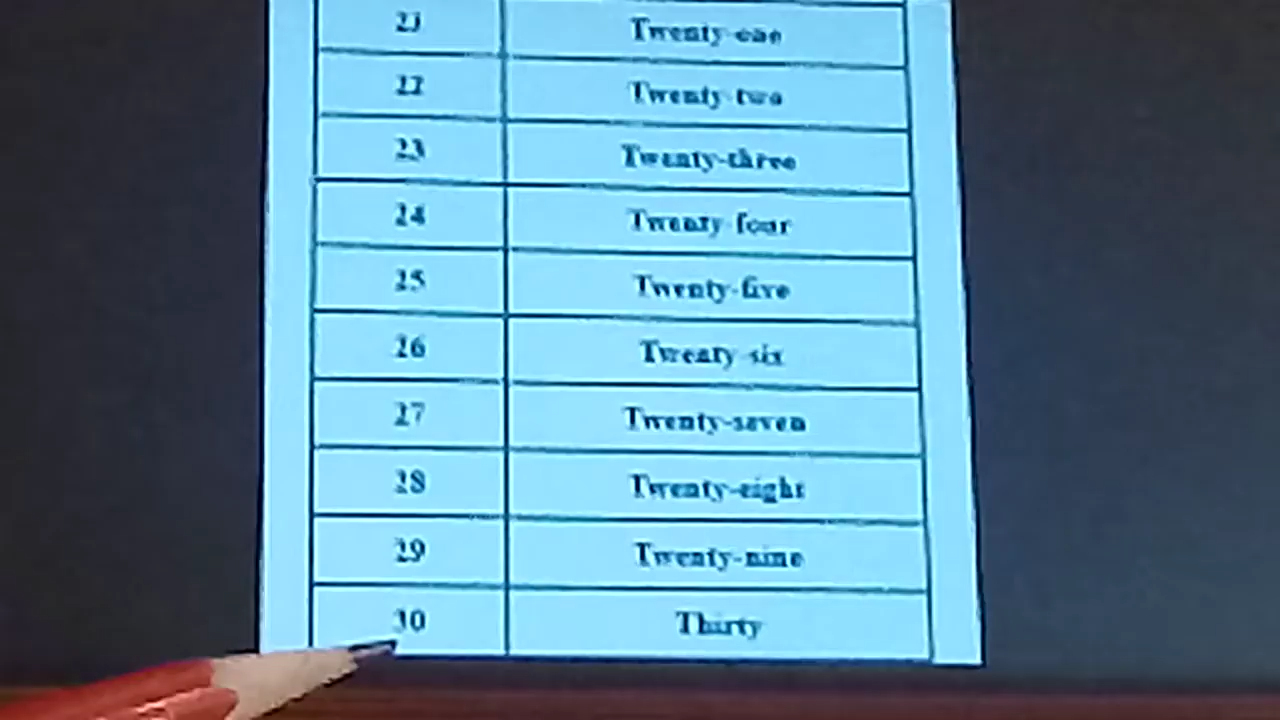 21 Twenty-one
22 Twenty-two
23 Twenty-three
24 Twenty-four
25 Twenty-five
26 Twenty-six
27 Twenty-seven
28 Twenty-eight
29 Twenty-nine
30 Thirty